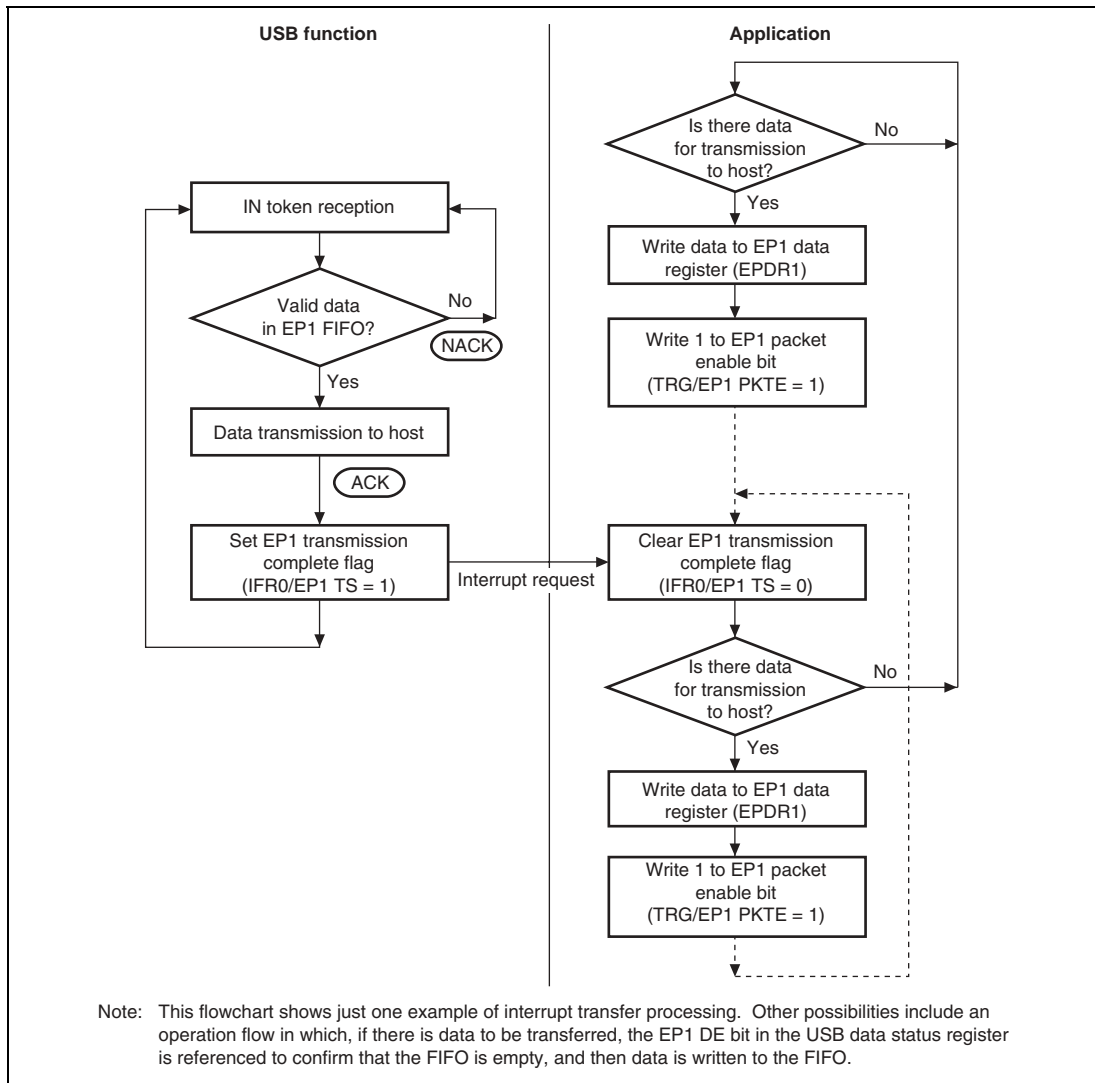 USB function
Application
Is there data
for transmission
to host?
No
Yes
IN token reception
Write data to EP1 data
register (EPDR1)
Valid data
in EP1 FIFO?
No
NACK
Yes
Write 1 to EP1 packet
enable bit
(TRG/EP1 PKTE = 1)
Data transmission to host
ACK
Set EP1 transmission
complete flag
(IFR0/EP1 TS = 1)
Interrupt request
Clear EP1 transmission
complete flag
(IFR0/EP1 TS = 0)
Is there data
for transmission
to host?
No
Yes
Write data to EP1 data
register (EPDR1)
Write 1 to EP1 packet
enable bit
(TRG/EP1 PKTE = 1)
Note: This flowchart shows just one example of interrupt transfer processing. Other possibilities include an
operation flow in which, if there is data to be transferred, the EP1 DE bit in the USB data status register
is referenced to confirm that the FIFO is empty, and then data is written to the FIFO.